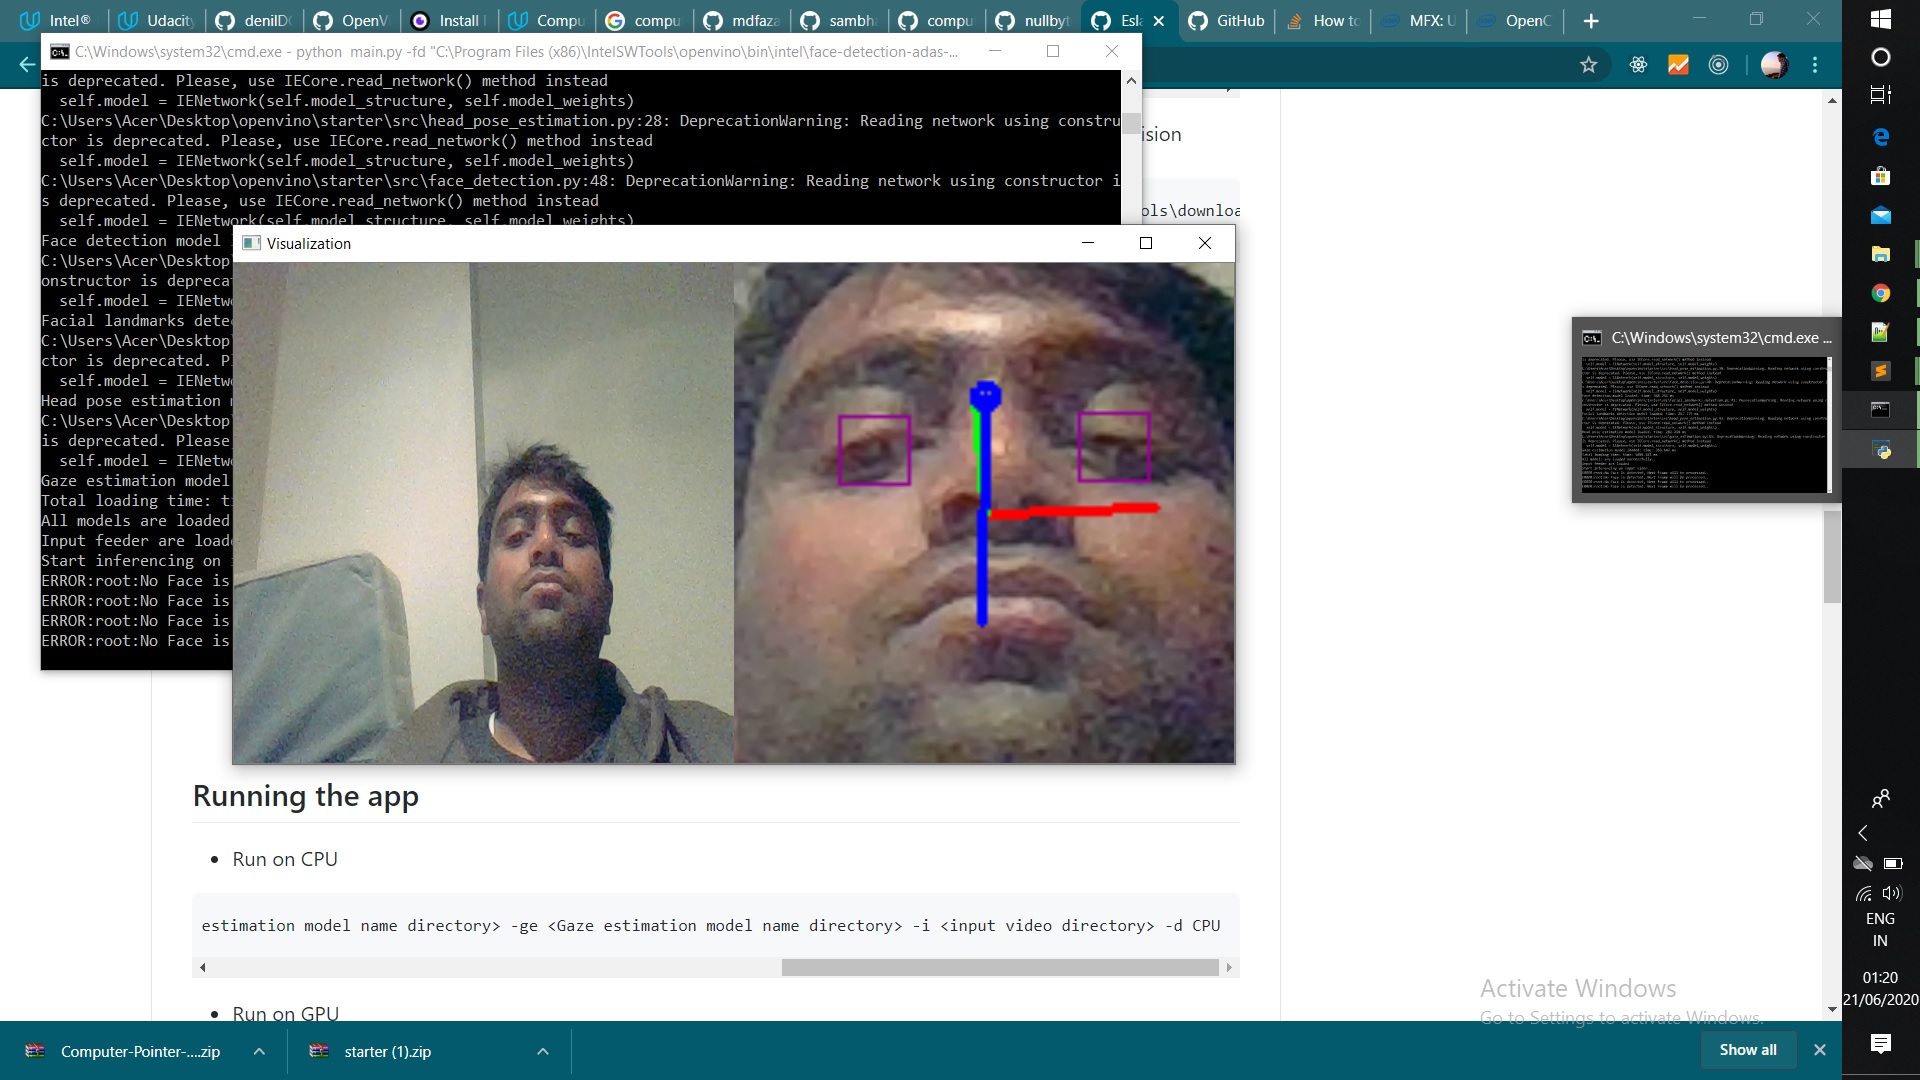 Intel®
Udacity
denilDG
OpenV
Install
Compu
compu
mdfaza
sambh
compu
nullbyt
Esla
GitHub
How to
MFX: U
OpenC
C:\Windows\system32\cmd.exe - python main.py -fd "C:\Program Files (x86)\IntelSWTools\openvino\bin\intel\face-detection-adas-...
is deprecated. Please, use IECore.read_network() method instead
self.model = IENetwork(self.model_structure, self.model_weights)
C:\Users\Acer\Desktop\openvino\starter\src\head_pose_estimation.py:28: DeprecationWarning: Reading network using constru
ctor is deprecated. Please, use IECore.read_network() method instead
self.model = IENetwork(self.model_structure, self.model_weights)
C:\Users\Acer\Desktop\openvino\starter\src\face_detection.py:48: DeprecationWarning: Reading network using constructor i
s deprecated. Please, use IECore.read_network() method instead
self.model = IENetwork(self.model_structure, self.model_weights)
Face detection model
C:\Users\Acer\Desktop
onstructor is depreca
self.model = IENetw
Facial landmarks dete
C:\Users\Acer\Desktop
ctor is deprecated. P
self.model = IENetw
Head pose estimation
C:\Users\Acer\Desktop
is deprecated. Please
self.model = IENetw
Gaze estimation model
Total loading time: t
All models are loaded
Input feeder are load
Start inferencing on
ERROR:root:No Face is
ERROR:root:No Face is
ERROR:root:No Face is
ERROR:root:No Face is
ision
ols\downloa
Visualization
C:\Windows\system32\cmd.exe ...
Running the app
Run on CPU
estimation model name directory> -ge <Gaze estimation model name directory> -i <input video directory> -d CPU
Run on GPU
Activate Windows
Go to Settings to activate Windows.
Computer-Pointer-....zip
starter (1).zip
Show all
ENG
IN
01:20
21/06/2020